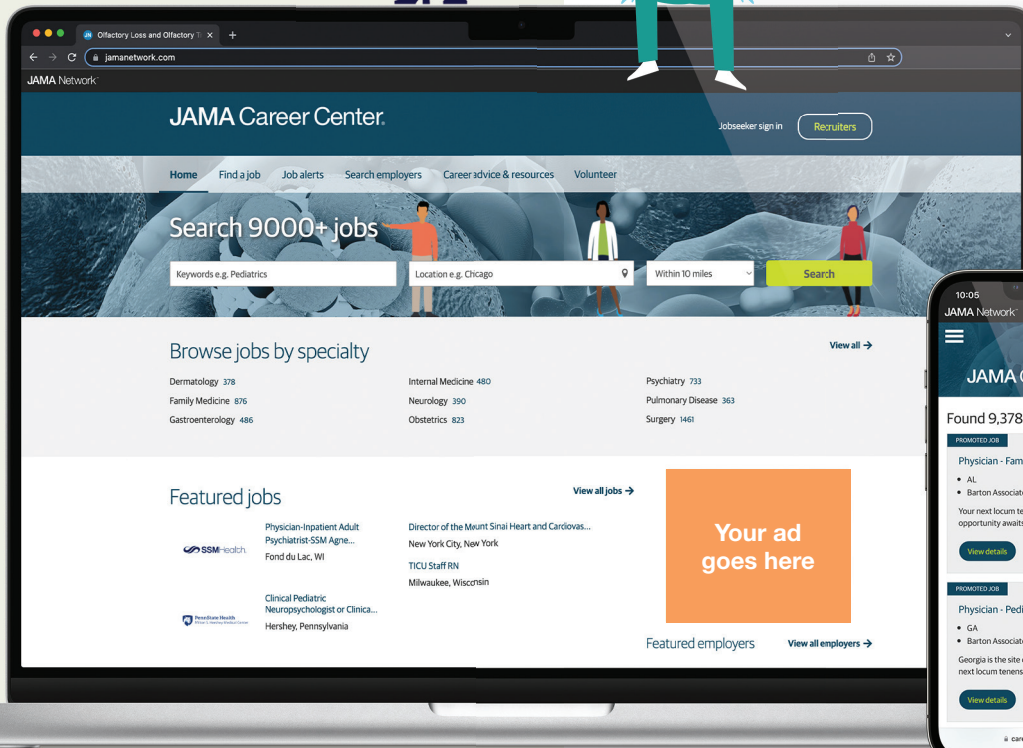 Olfactory Loss and Olfactory
jamanetwork.com
JAMA Network
JAMA Career Center
Jobseeker sign in
Recruiters
Home
Find a job
Job alerts
Search employers
Career advice & resources
Volunteer
Search 9000+ jobs
Keywords e.g. Pediatrics
Location e.g. Chicago
Within 10 miles
Search
Browse jobs by specialty
View all →
Dermatology 378
Family Medicine 876
Gastroenterology 486
Internal Medicine 480
Neurology 390
Obstetrics 823
Psychiatry 733
Pulmonary Disease 363
Surgery 1461
Featured jobs
View all jobs →
SSMHealth
Physician-Inpatient Adult
Psychiatrist-SSM Agne...
Fond du Lac, WI
PennState Health
Clinical Pediatric
Neuropsychologist or Clinica...
Hershey, Pennsylvania
Director of the Mount Sinai Heart and Cardiovas...
New York City, New York
TICU Staff RN
Milwaukee, Wisconsin
Your ad
goes here
Featured employers
View all employers →
10:05
JAMA Network
JAMA C
Found 9,378
PROMOTED JOB
Physician - Fam
• AL
• Barton Associat
Your next locum te
opportunity awaits
View details
PROMOTED JOB
Physician - Pedi
• GA
• Barton Associat
Georgia is the site
next locum tenens
View details
care